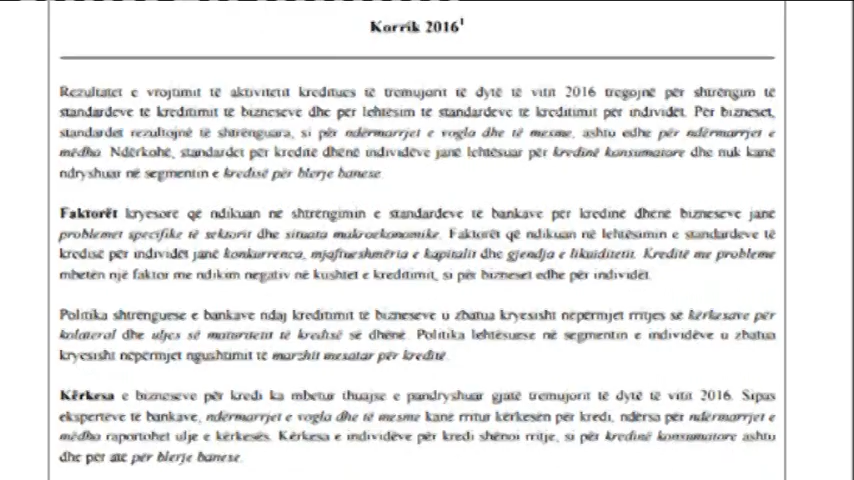 Korrik 2016¹
Rezultatet e vrojtimit të aktivitetit kreditues të tremujorit të dytë të vitit 2016 tregojnë për shtrëngim të
standardeve të kreditimit të bizneseve dhe për lehtësim të standardeve të kreditimit për individët. Për bizneset,
standardet rezultojnë të shtrënguara, si për ndërmarrjet e vogla dhe të mesme, ashtu edhe për ndërmarrjet e
mëdha. Ndërkohë, standardet për kreditë dhënë individëve janë lehtësuar për kredinë konsumatore dhe nuk kanë
ndryshuar në segmentin e kredisë për blerje banese.
Faktorët kryesorë që ndikuan në shtrëngimin e standardeve të bankave për kredinë dhënë bizneseve janë
problemet specifike të sektorit dhe situata makroekonomike. Faktorët që ndikuan në lehtësimin e standardeve të
kredisë për individët janë konkurrenca, mjaftueshmëria e kapitalit dhe gjendja e likuiditetit. Kreditë me probleme
mbetën një faktor me ndikim negativ në kushtet e kreditimit, si për bizneset edhe për individët.
Politika shtrënguese e bankave ndaj kreditimit të bizneseve u zbatua kryesisht nëpërmjet rritjes së kërkesave për
kolateral dhe uljes së maturitetit të kredisë së dhënë. Politika lehtësuese në segmentin e individëve u zbatua
kryesisht nëpërmjet ngushtimit të marzhit mesatar për kreditë.
Kërkesa e bizneseve për kredi ka mbetur thuajse e pandryshuar gjatë tremujorit të dytë të vitit 2016. Sipas
ekspertëve të bankave, ndërmarrjet e vogla dhe të mesme kanë rritur kërkesën për kredi, ndërsa për ndërmarrjet e
mëdha raportohet ulje e kërkesës. Kërkesa e individëve për kredi shënoi rritje, si për kredinë konsumatore ashtu
dhe për atë për blerje banese.